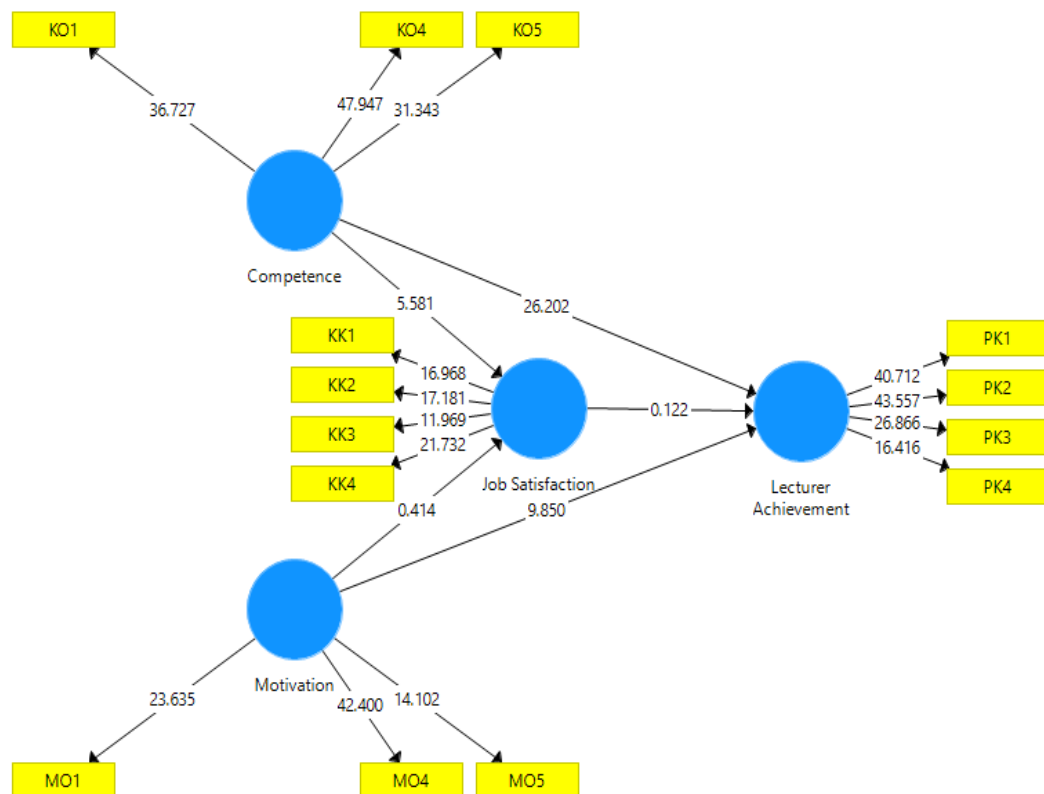 KO1
KO4
KO5
36.727
47.947
31.343
Competence
5.581
26.202
KK1
KK2
KK3
KK4
16.968
17.181
11.969
21.732
Job Satisfaction
0.122
0.414
9.850
Lecturer
Achievement
40.712
43.557
26.866
16.416
PK1
PK2
PK3
PK4
Motivation
23.635
42.400
14.102
MO1
MO4
MO5